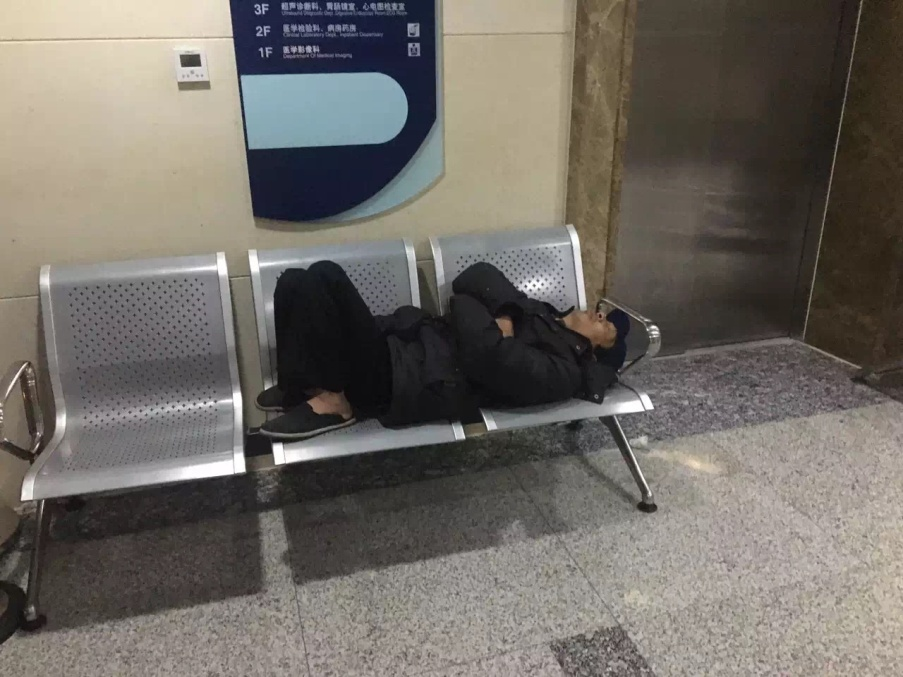 3F 超声诊断科、胃肠镜室、心电图检查室
2F 医学检验科、病房药房
Clinical Laboratory Dept., Inpatient Dispensary
1F 医学影像科
Department Of Medical Imaging